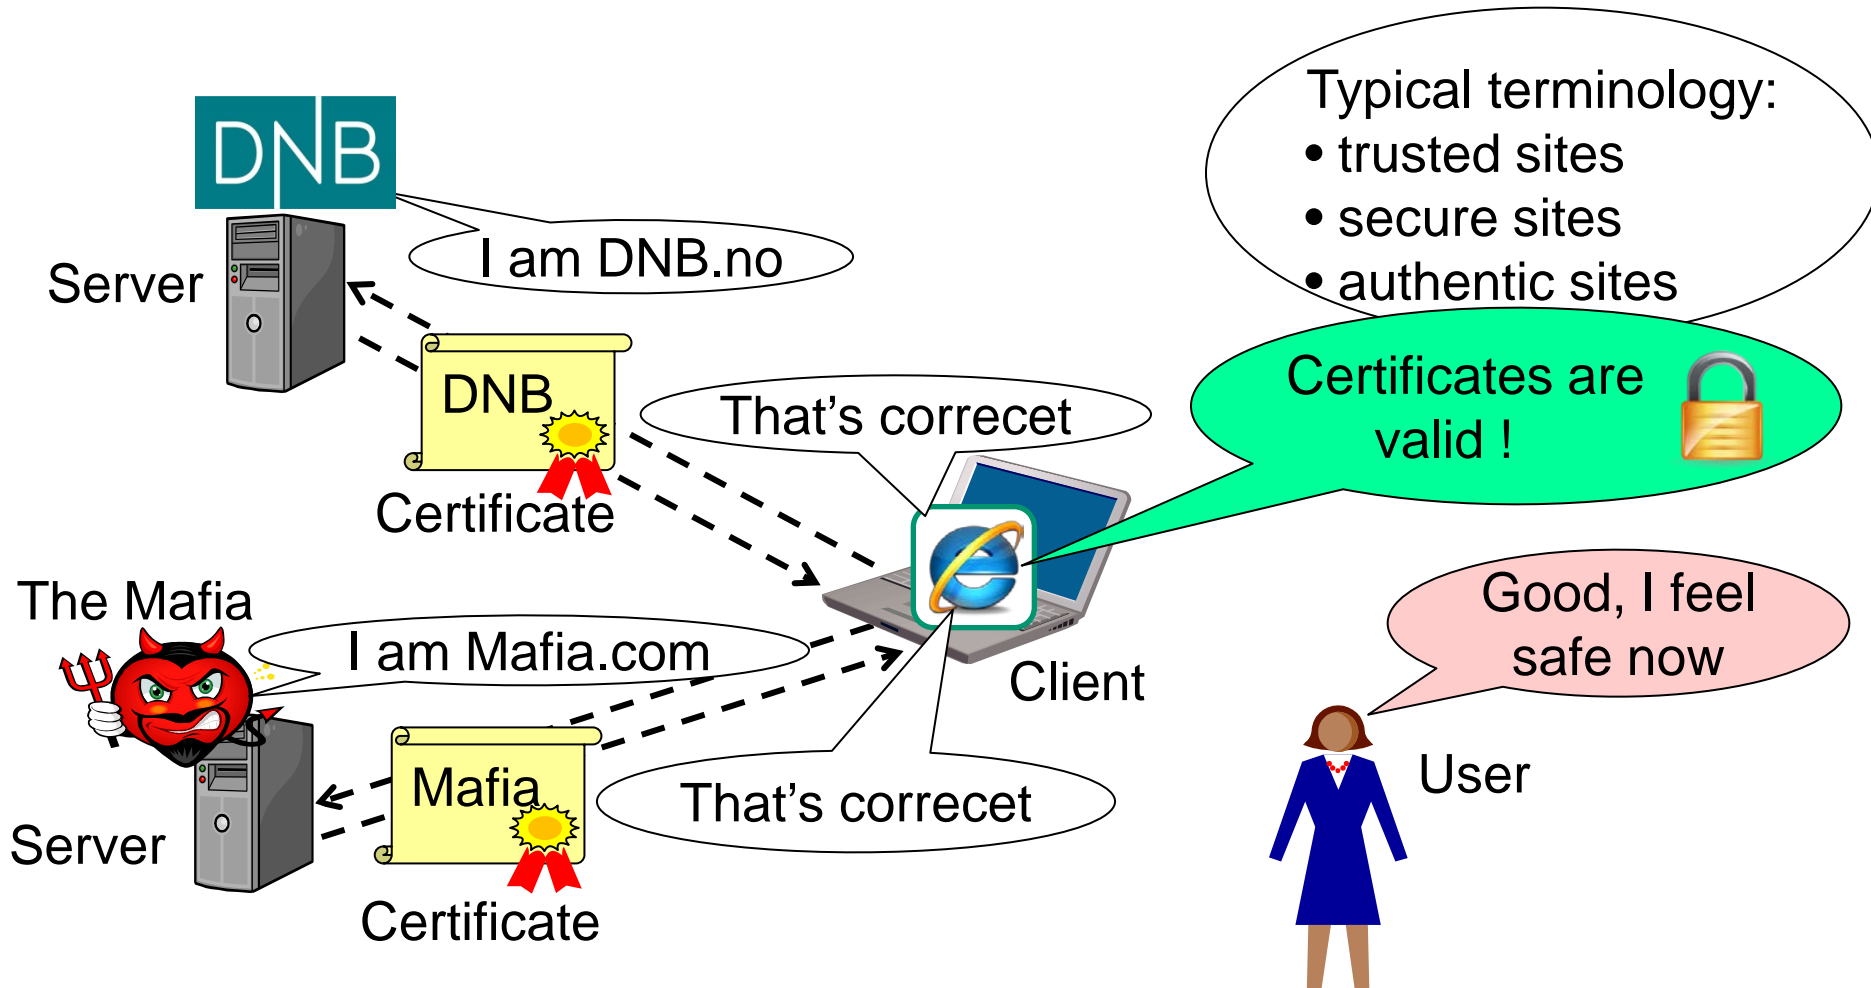 Typical terminology:
• trusted sites
• secure sites
• authentic sites
DNB
I am DNB.no
Server
Certificates are
valid !
DNB
That's correcet
Certificate
The Mafia
I am Mafia.com
Good, I feel
safe now
Client
User
Mafia
That's correcet
Server
Certificate